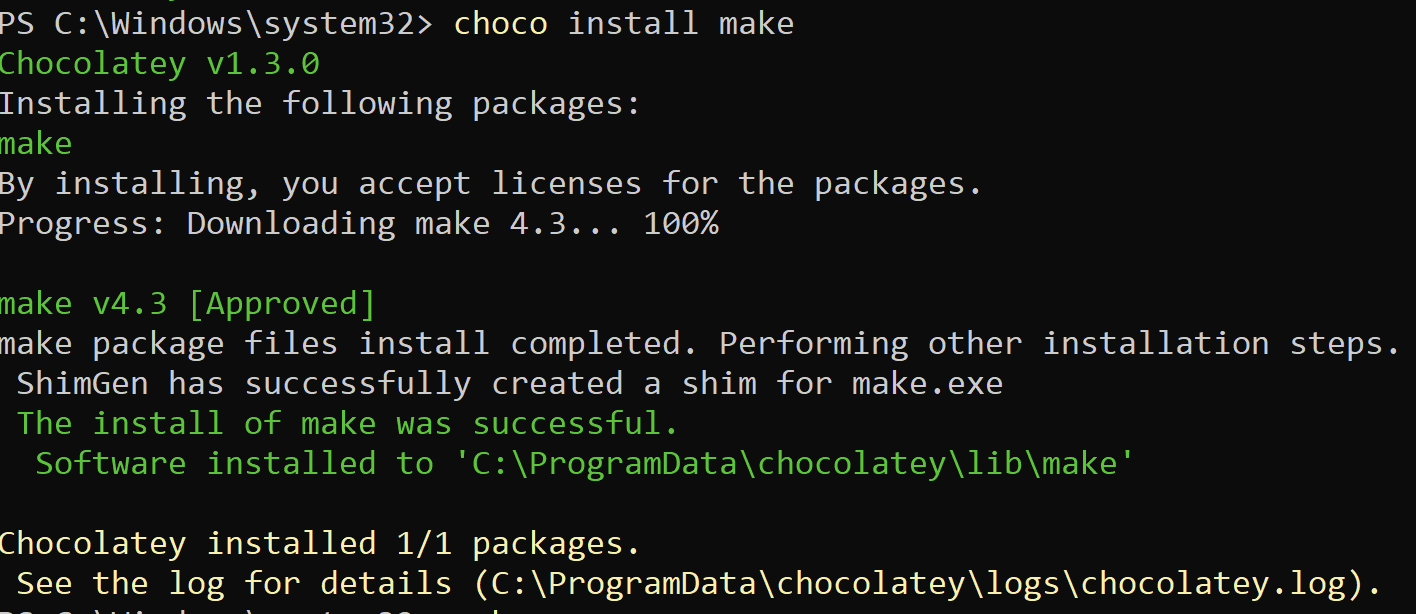 PS C:\Windows\system32> choco install make
Chocolatey v1.3.0
Installing the following packages:
make
By installing, you accept licenses for the packages.
Progress: Downloading make 4.3... 100%
make v4.3 [Approved]
make package files install completed. Performing other installation steps.
ShimGen has successfully created a shim for make.exe
The install of make was successful.
Software installed to 'C:\ProgramData\chocolatey\lib\make'
Chocolatey installed 1/1 packages.
See the log for details (C:\ProgramData\chocolatey\logs\chocolatey.log).